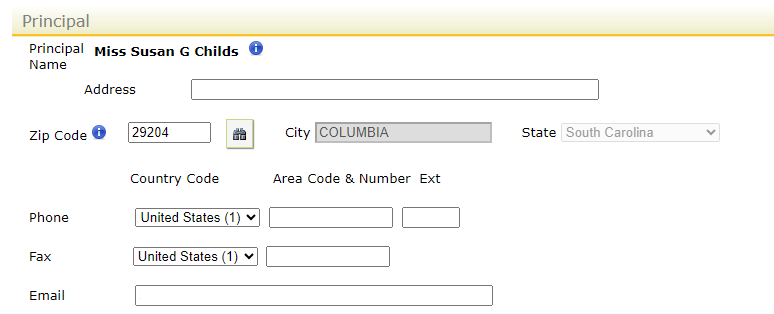 Principal
Principal Name Miss Susan G Childs
Address
Zip Code 29204 City COLUMBIA State South Carolina
Country Code Area Code & Number Ext
Phone United States (1)
Fax United States (1)
Email